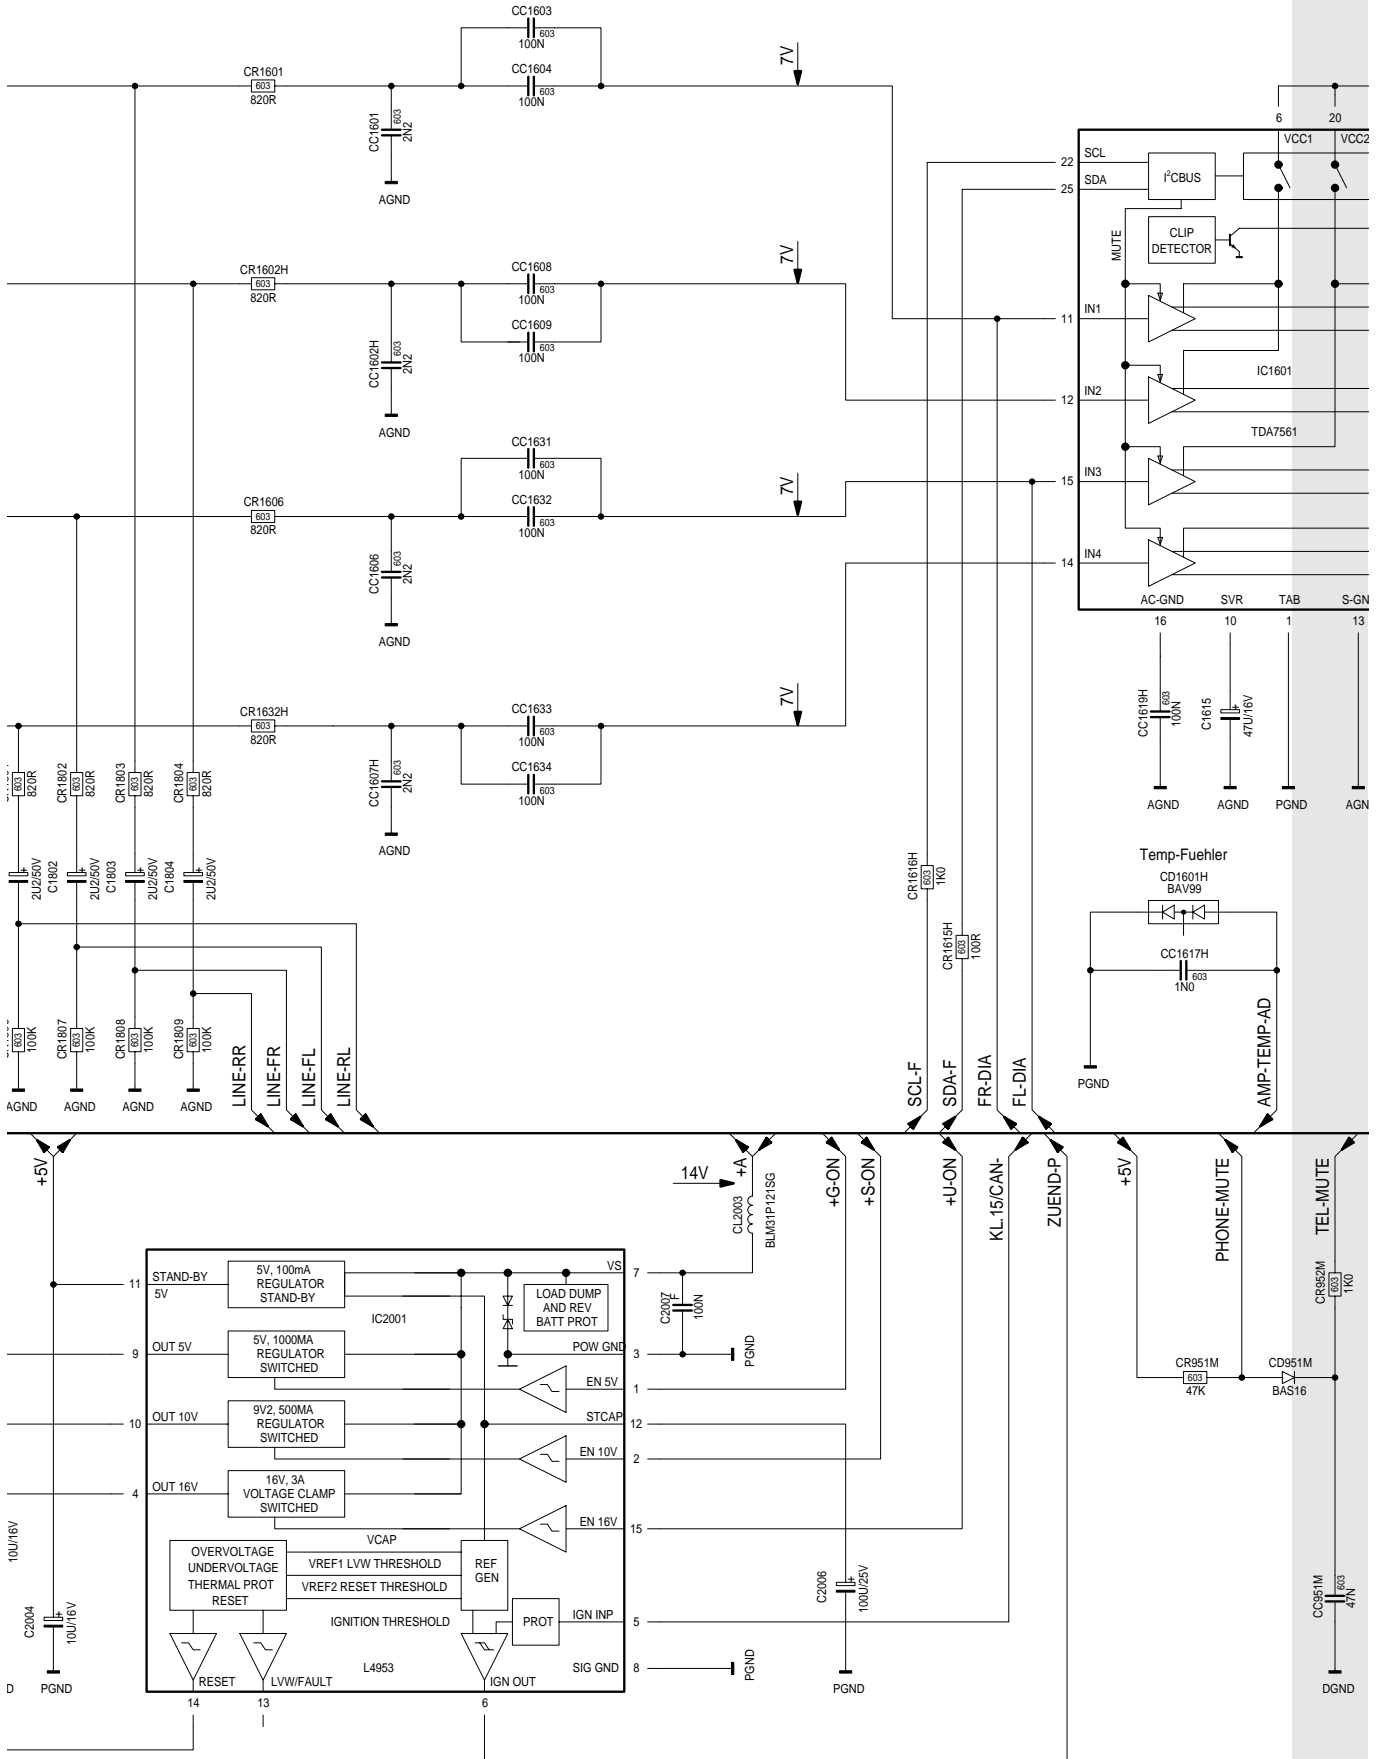 CC1603
603
100N
CC1604
603
100N
7V
CR1601
603
820R
CC1601
603
2N2
AGND
6
20
VCC1
VCC2
22
SCL
25
SDA
I²CBUS
MUTE
CLIP
DETECTOR
CR1602H
603
820R
CC1608
603
100N
CC1609
603
100N
7V
CC1602H
603
2N2
AGND
11
IN1
IC1601
12
IN2
TDA7561
CC1631
603
100N
CC1632
603
100N
7V
15
IN3
CR1606
603
820R
CC1606
603
2N2
AGND
14
IN4
AC-GND
SVR
TAB
S-GN
16
10
1
13
CR1632H
603
820R
CC1633
603
100N
CC1634
603
100N
7V
CC1607H
603
2N2
AGND
CC1619H
603
100N
C1615
+
47U/16V
AGND
AGND
PGND
AGN
603
820R
CR1802
603
820R
CR1803
603
820R
CR1804
603
820R
+
2U2/50V
C1802
+
2U2/50V
C1803
+
2U2/50V
C1804
+
2U2/50V
Temp-Fuehler
CD1601H
BAV99
CC1617H
603
1N0
CR1616H
603
1K0
CR1615H
603
100R
603
100K
CR1807
603
100K
CR1808
603
100K
CR1809
603
100K
AGND
AGND
AGND
AGND
LINE-RR
LINE-FR
LINE-FL
LINE-RL
SCL-F
SDA-F
FR-DIA
FL-DIA
PGND
AMP-TEMP-AD
+5V
14V
+A
CL2003
BLM31P121SG
+G-ON
+S-ON
+U-ON
KL.15/CAN-
ZUEND-P
+5V
PHONE-MUTE
TEL-MUTE
CR952M
603
1K0
11
STAND-BY
5V
5V, 100mA
REGULATOR
STAND-BY
VS
7
LOAD DUMP
AND REV
BATT PROT
C2007
F
100N
IC2001
9
OUT 5V
5V, 1000MA
REGULATOR
SWITCHED
POW GND
3
PGND
EN 5V
1
CR951M
603
47K
CD951M
BAS16
10
OUT 10V
9V2, 500MA
REGULATOR
SWITCHED
STCAP
12
EN 10V
2
4
OUT 16V
16V, 3A
VOLTAGE CLAMP
SWITCHED
EN 16V
15
10U/16V
OVERVOLTAGE
UNDERVOLTAGE
THERMAL PROT
RESET
VCAP
VREF1 LVW THRESHOLD
VREF2 RESET THRESHOLD
REF
GEN
C2006
+
100U/25V
CC951M
603
47N
C2004
+
10U/16V
IGNITION THRESHOLD
PROT
IGN INP
5
L4953
SIG GND
8
PGND
RESET
LVW/FAULT
IGN OUT
D
PGND
14
13
6
PGND
DGND